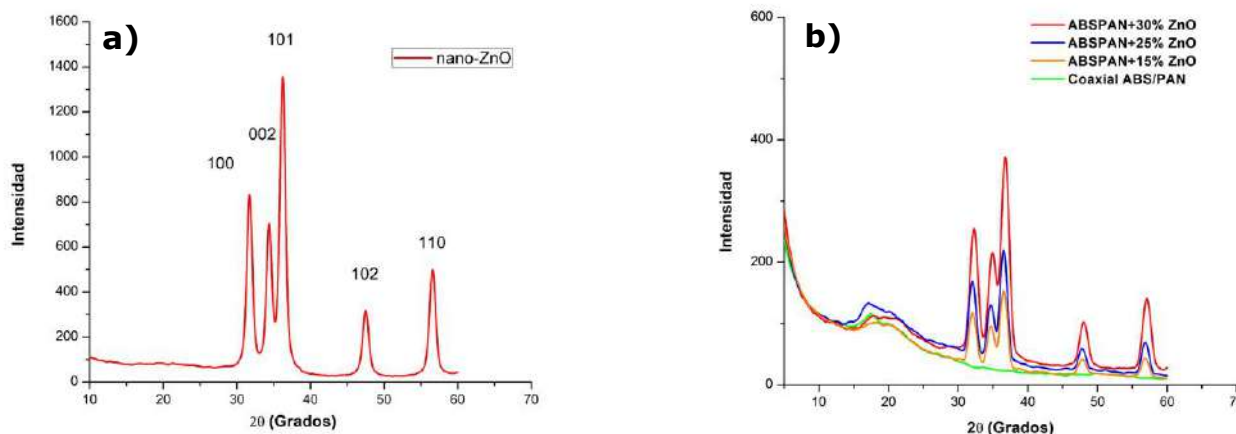 a)
1600
1400
1200
1000
800
600
400
200
0
Intensidad
101
002
100
102
110
nano-ZnO
10
20
30
40
50
60
70
2θ (Grados)
b)
600
400
200
0
Intensidad
ABSPAN+30% ZnO
ABSPAN+25% ZnO
ABSPAN+15% ZnO
Coaxial ABS/PAN
10
20
30
40
50
60
2θ (Grados)